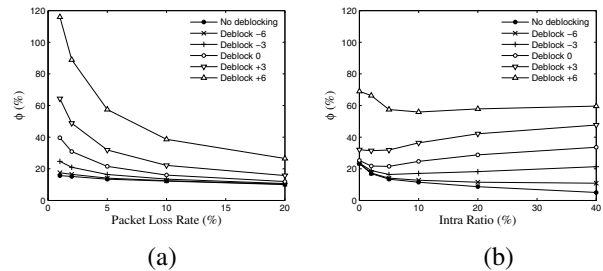 120
100
80
60
40
20
0
ϕ (%)
0 5 10 15 20
Packet Loss Rate (%)
No deblocking
Deblock −6
Deblock −3
Deblock 0
Deblock +3
Deblock +6
(a)
120
100
80
60
40
20
0
ϕ (%)
0 10 20 30 40
Intra Ratio (%)
No deblocking
Deblock −6
Deblock −3
Deblock 0
Deblock +3
Deblock +6
(b)